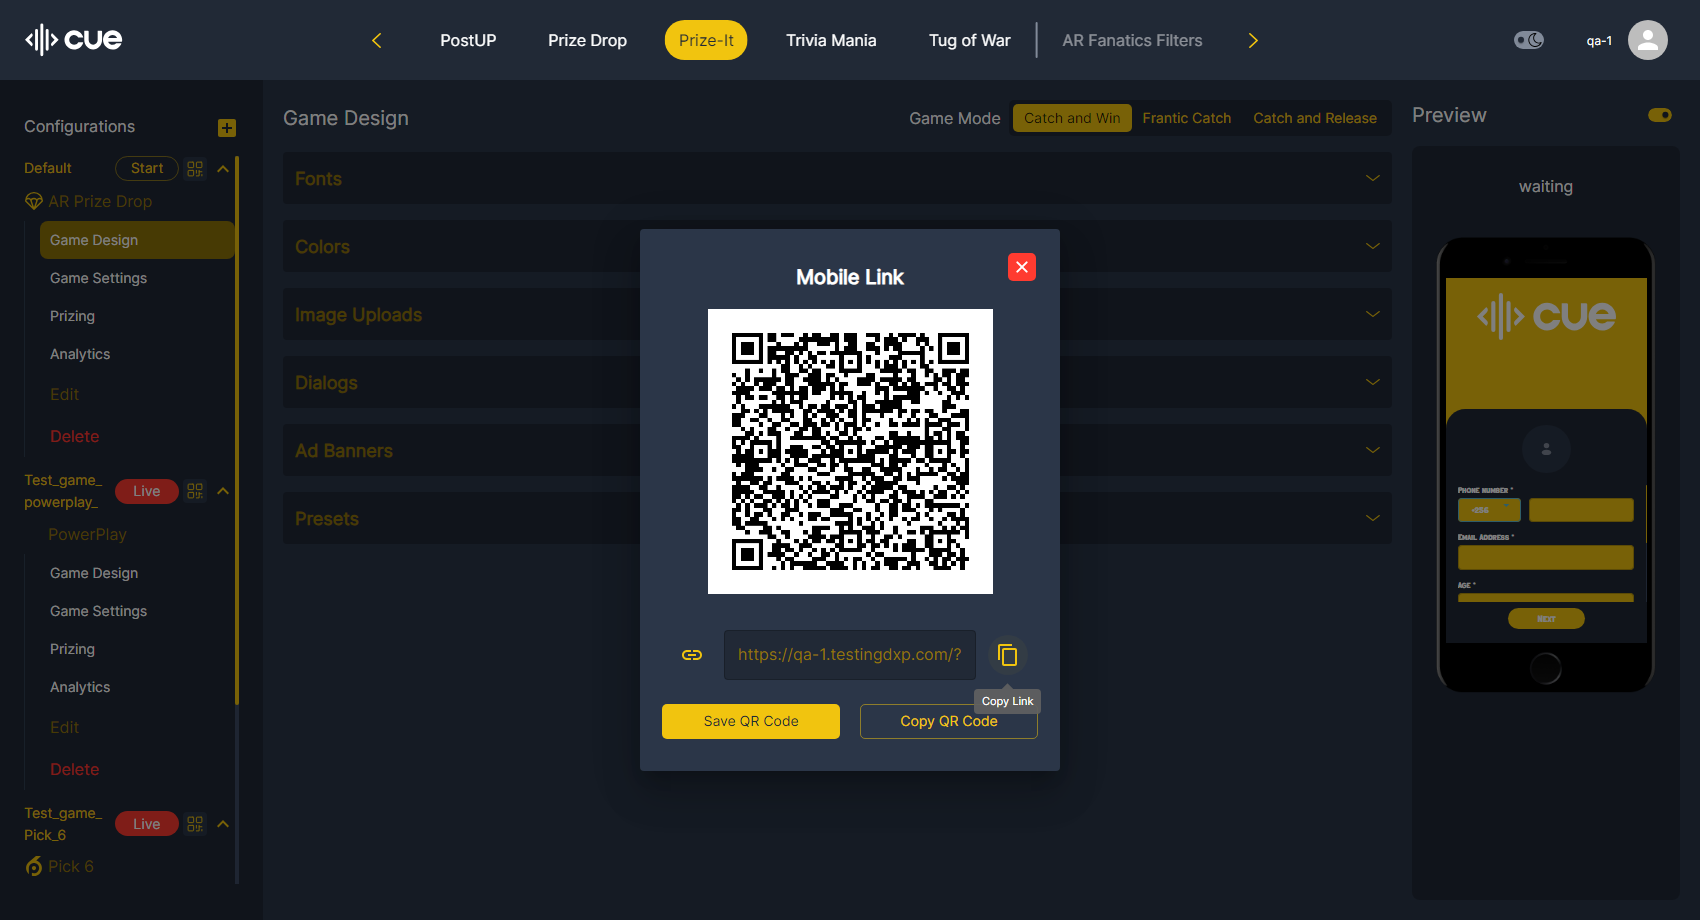 cue
PostUP
Prize Drop
Prize-It
Trivia Mania
Tug of War
AR Fanatics Filters
qa-1
Configurations
Default
Start
AR Prize Drop
Game Design
Game Settings
Prizing
Analytics
Edit
Delete
Test_game_
powerplay_
Live
PowerPlay
Game Design
Game Settings
Prizing
Analytics
Edit
Delete
Test_game_
Pick_6
Live
Pick 6
Game Design
Game Mode
Catch and Win
Frantic Catch
Catch and Release
Fonts
Colors
Image Uploads
Dialogs
Ad Banners
Presets
Mobile Link
https://qa-1.testingdxp.com/?
Copy Link
Save QR Code
Copy QR Code
Preview
waiting
cue
Phone number *
+256
Email Address *
Age *
Next